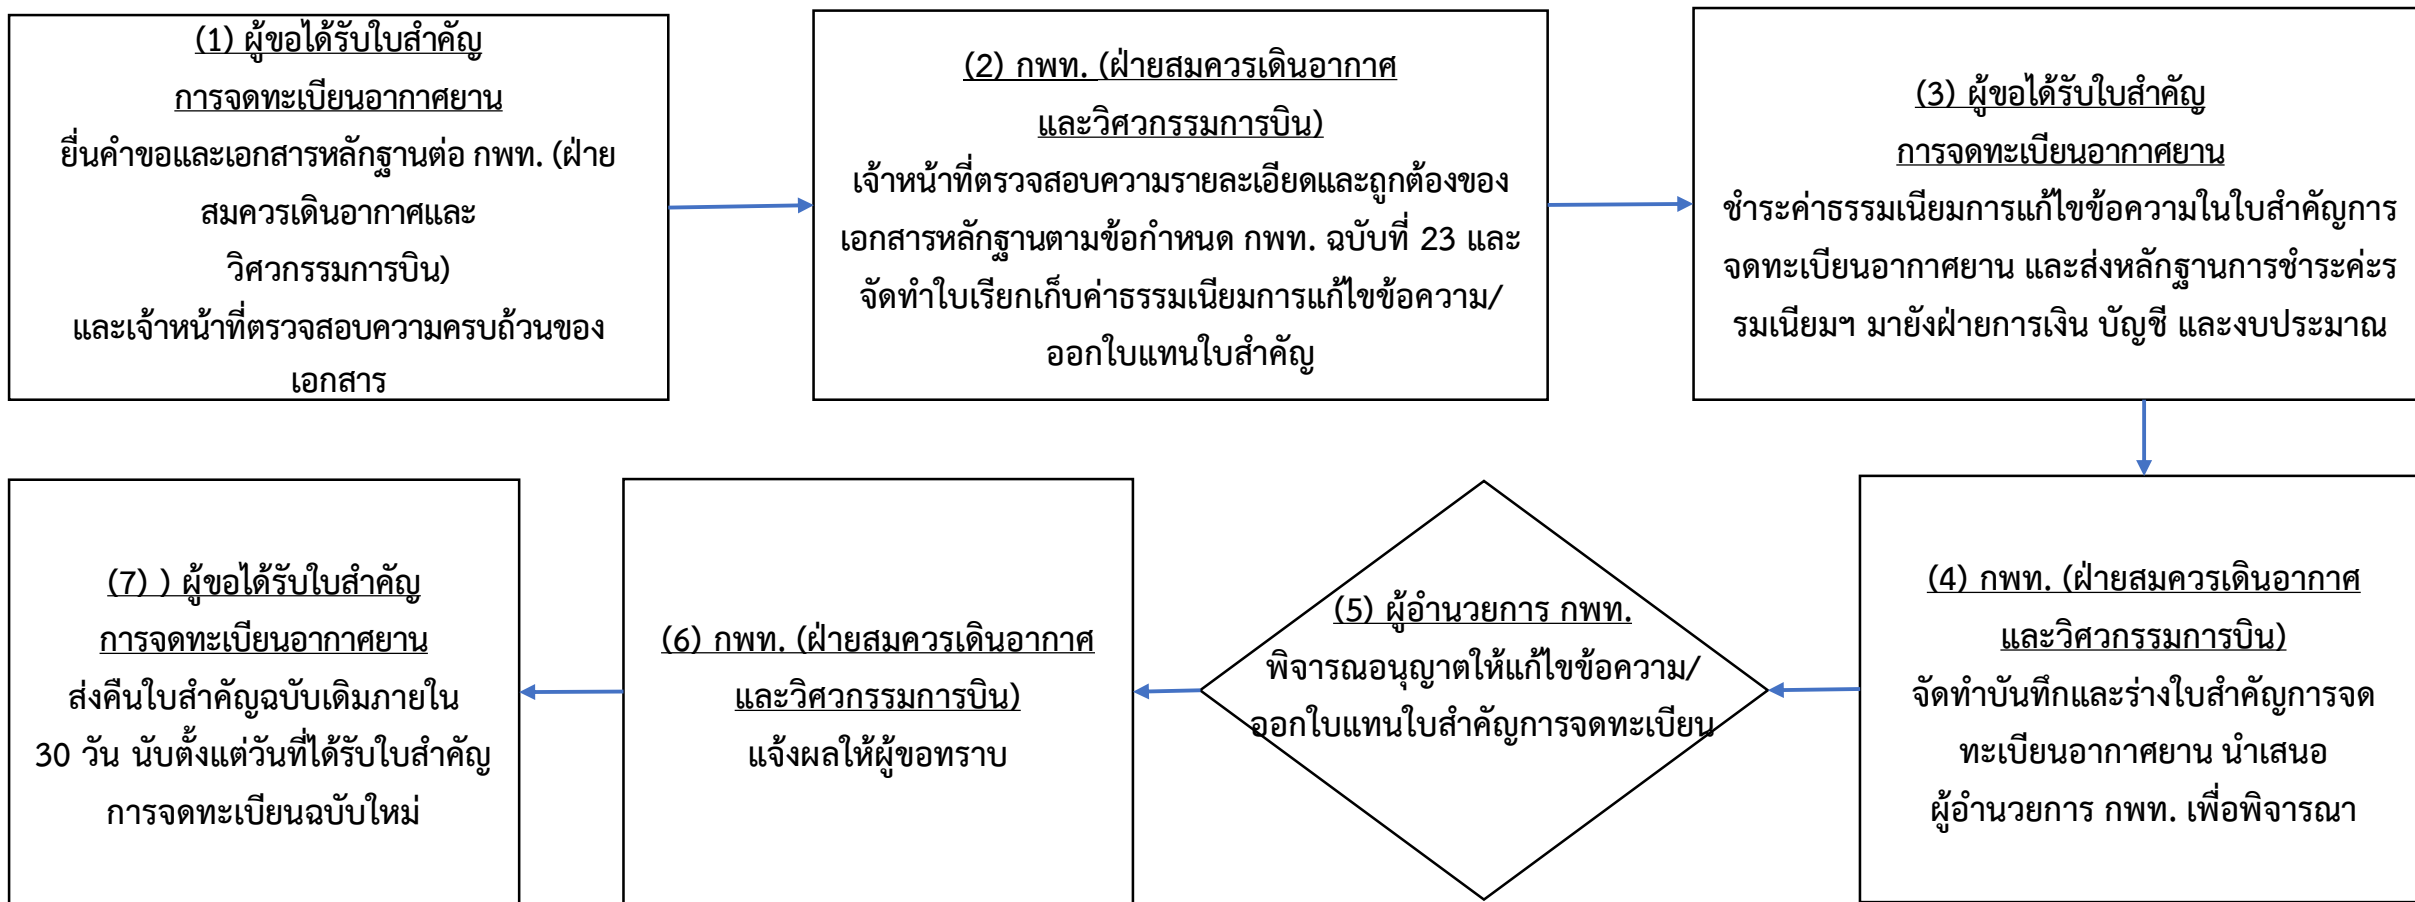 (1) ผู้ขอได้รับใบสำคัญ
การจดทะเบียนอากาศยาน
ยื่นคำขอและเอกสารหลักฐานต่อ กพท. (ฝ่าย
สมควรเดินอากาศและ
วิศวกรรมการบิน)
และเจ้าหน้าที่ตรวจสอบความครบถ้วนของ
เอกสาร
(2) กพท. (ฝ่ายสมควรเดินอากาศ
และวิศวกรรมการบิน)
เจ้าหน้าที่ตรวจสอบความรายละเอียดและถูกต้องของ
เอกสารหลักฐานตามข้อกำหนด กพท. ฉบับที่ 23 และ
จัดทำใบเรียกเก็บค่าธรรมเนียมการแก้ไขข้อความ/
ออกใบแทนใบสำคัญ
(3) ผู้ขอได้รับใบสำคัญ
การจดทะเบียนอากาศยาน
ชำระค่าธรรมเนียมการแก้ไขข้อความในใบสำคัญการ
จดทะเบียนอากาศยาน และส่งหลักฐานการชำระค่ะร
รมเนียมฯ มายังฝ่ายการเงิน บัญชี และงบประมาณ
(4) กพท. (ฝ่ายสมควรเดินอากาศ
และวิศวกรรมการบิน)
จัดทำบันทึกและร่างใบสำคัญการจด
ทะเบียนอากาศยาน นำเสนอ
ผู้อำนวยการ กพท. เพื่อพิจารณา
(5) ผู้อำนวยการ กพท.
พิจารณอนุญาตให้แก้ไขข้อความ/
ออกใบแทนใบสำคัญการจดทะเบียน
(6) กพท. (ฝ่ายสมควรเดินอากาศ
และวิศวกรรมการบิน)
แจ้งผลให้ผู้ขอทราบ
(7) ) ผู้ขอได้รับใบสำคัญ
การจดทะเบียนอากาศยาน
ส่งคืนใบสำคัญฉบับเดิมภายใน
30 วัน นับตั้งแต่วันที่ได้รับใบสำคัญ
การจดทะเบียนฉบับใหม่